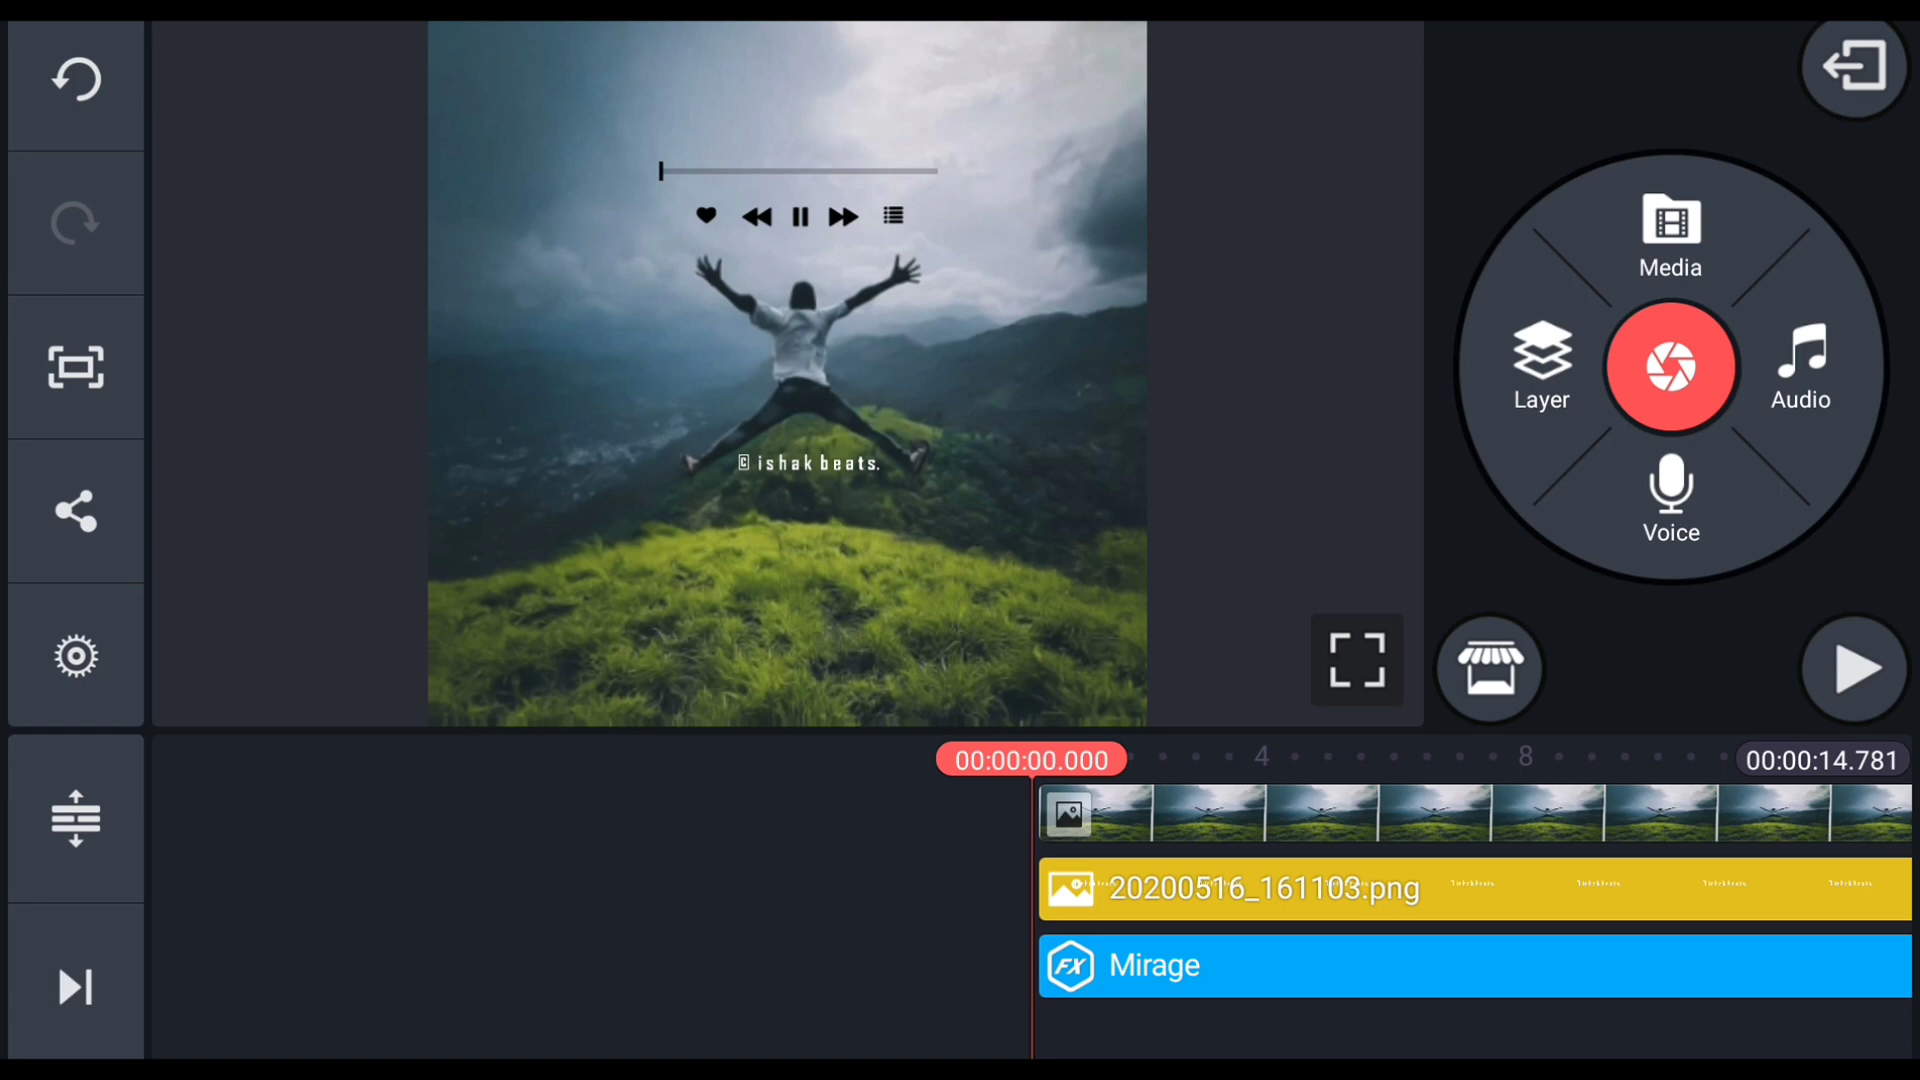 Media
Layer
Audio
© ishak beats.
Voice
00:00:00.000
4
8
00:00:14.781
20200516_161103.png
FX Mirage